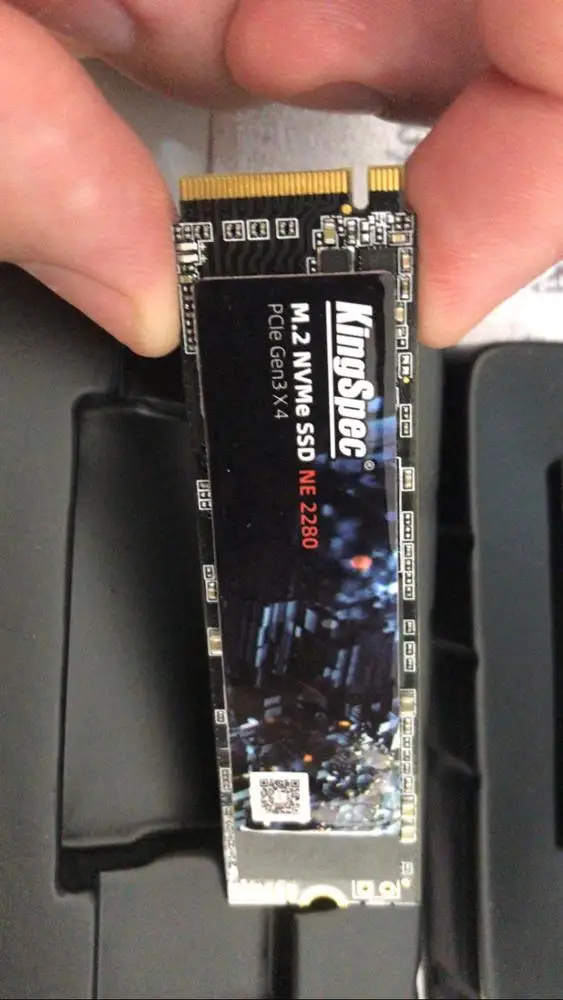 KingSpec®
M.2 NVMe SSD NE 2280
PCIe Gen3 X 4